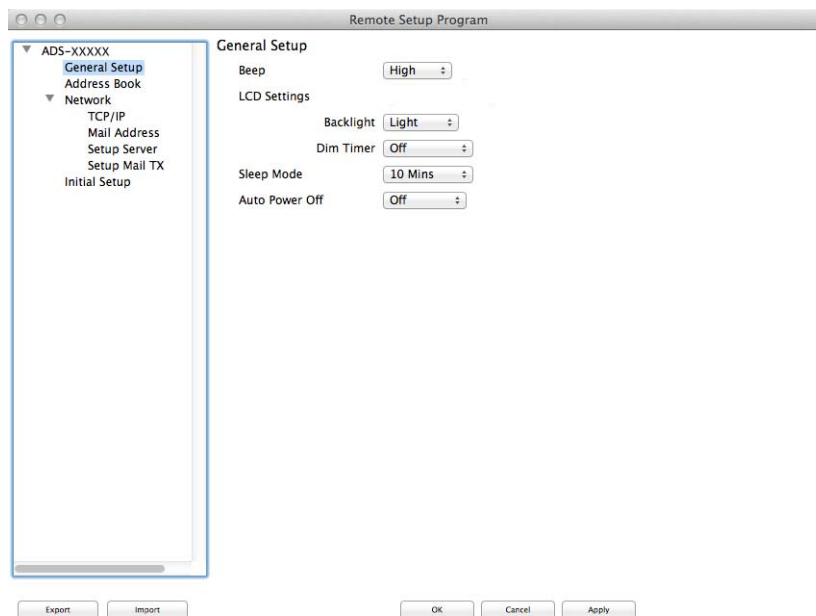 Remote Setup Program
ADS-XXXXX
General Setup
Address Book
Network
TCP/IP
Mail Address
Setup Server
Setup Mail TX
Initial Setup
General Setup
Beep High
LCD Settings
Backlight Light
Dim Timer Off
Sleep Mode 10 Mins
Auto Power Off Off
Export Import OK Cancel Apply